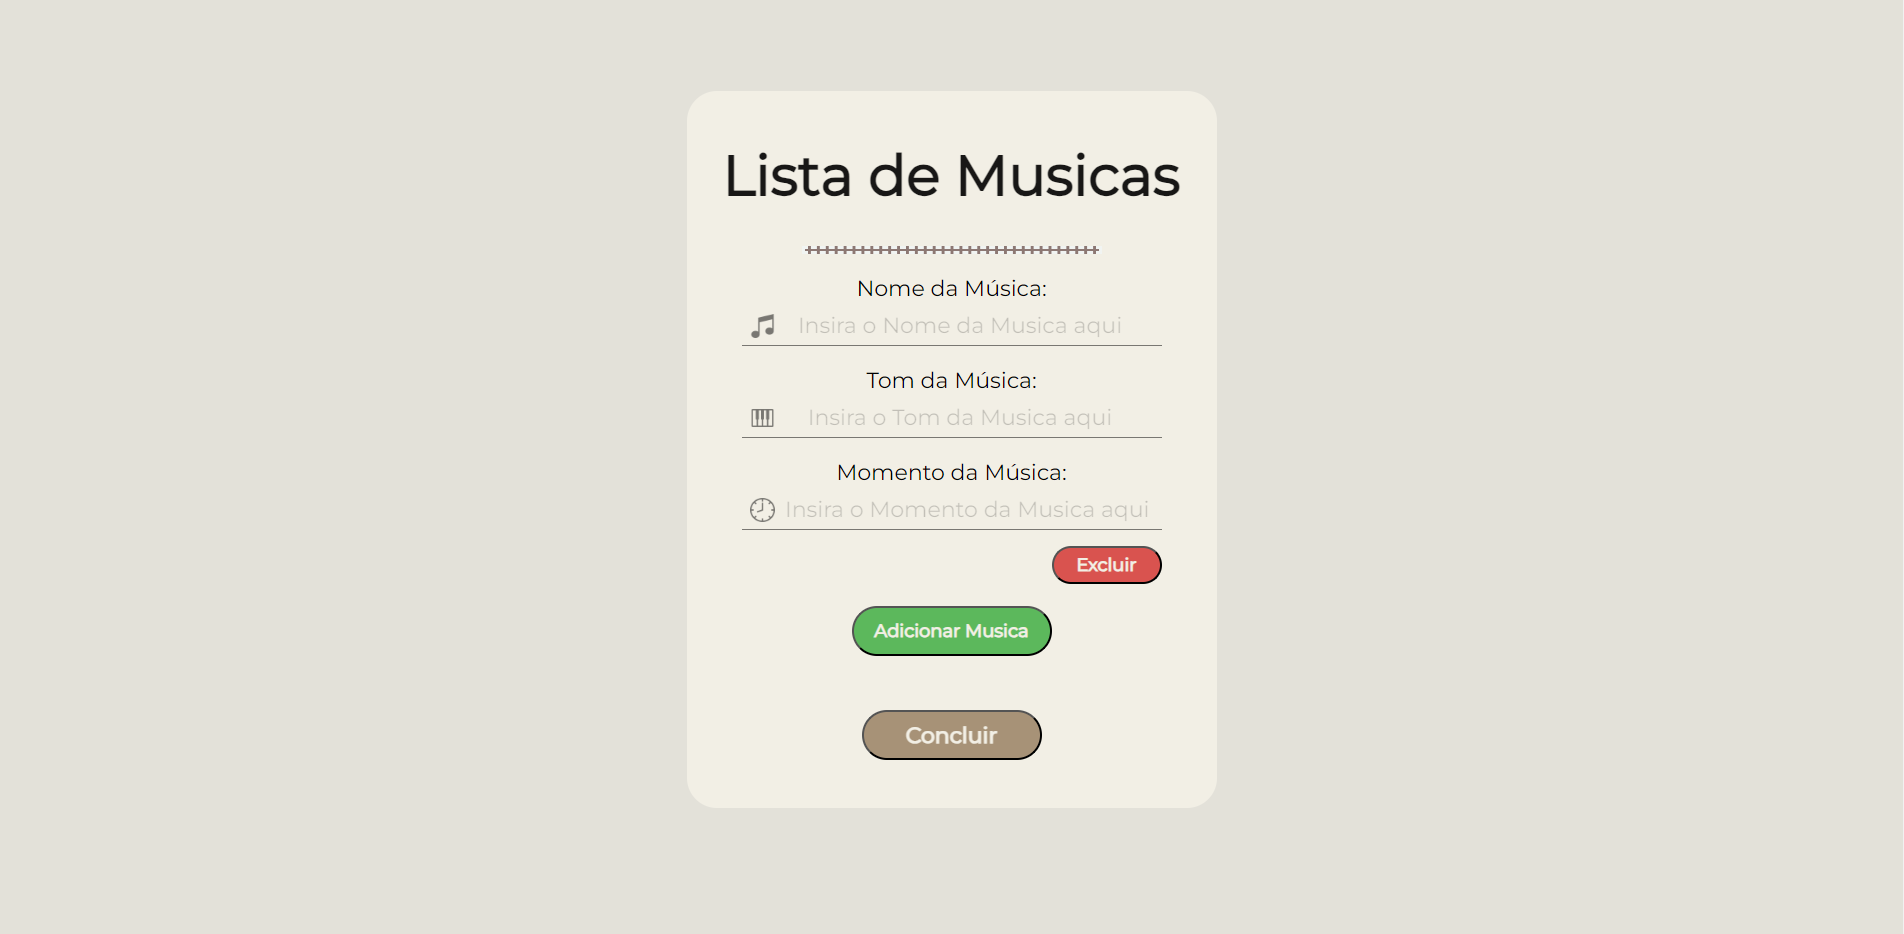 Lista de Musicas
Nome da Música:
Insira o Nome da Musica aqui
Tom da Música:
Insira o Tom da Musica aqui
Momento da Música:
Insira o Momento da Musica aqui
Excluir
Adicionar Musica
Concluir